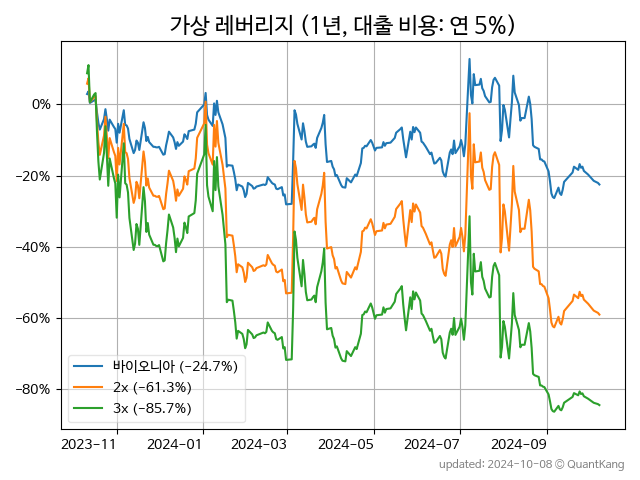 가상 레버리지 (1년, 대출 비용: 연 5%)
0%
−20%
−40%
−60%
−80%
바이오니아 (−24.7%)
2x (−61.3%)
3x (−85.7%)
2023-11 2024-01 2024-03 2024-05 2024-07 2024-09
updated: 2024-10-08 © QuantKang